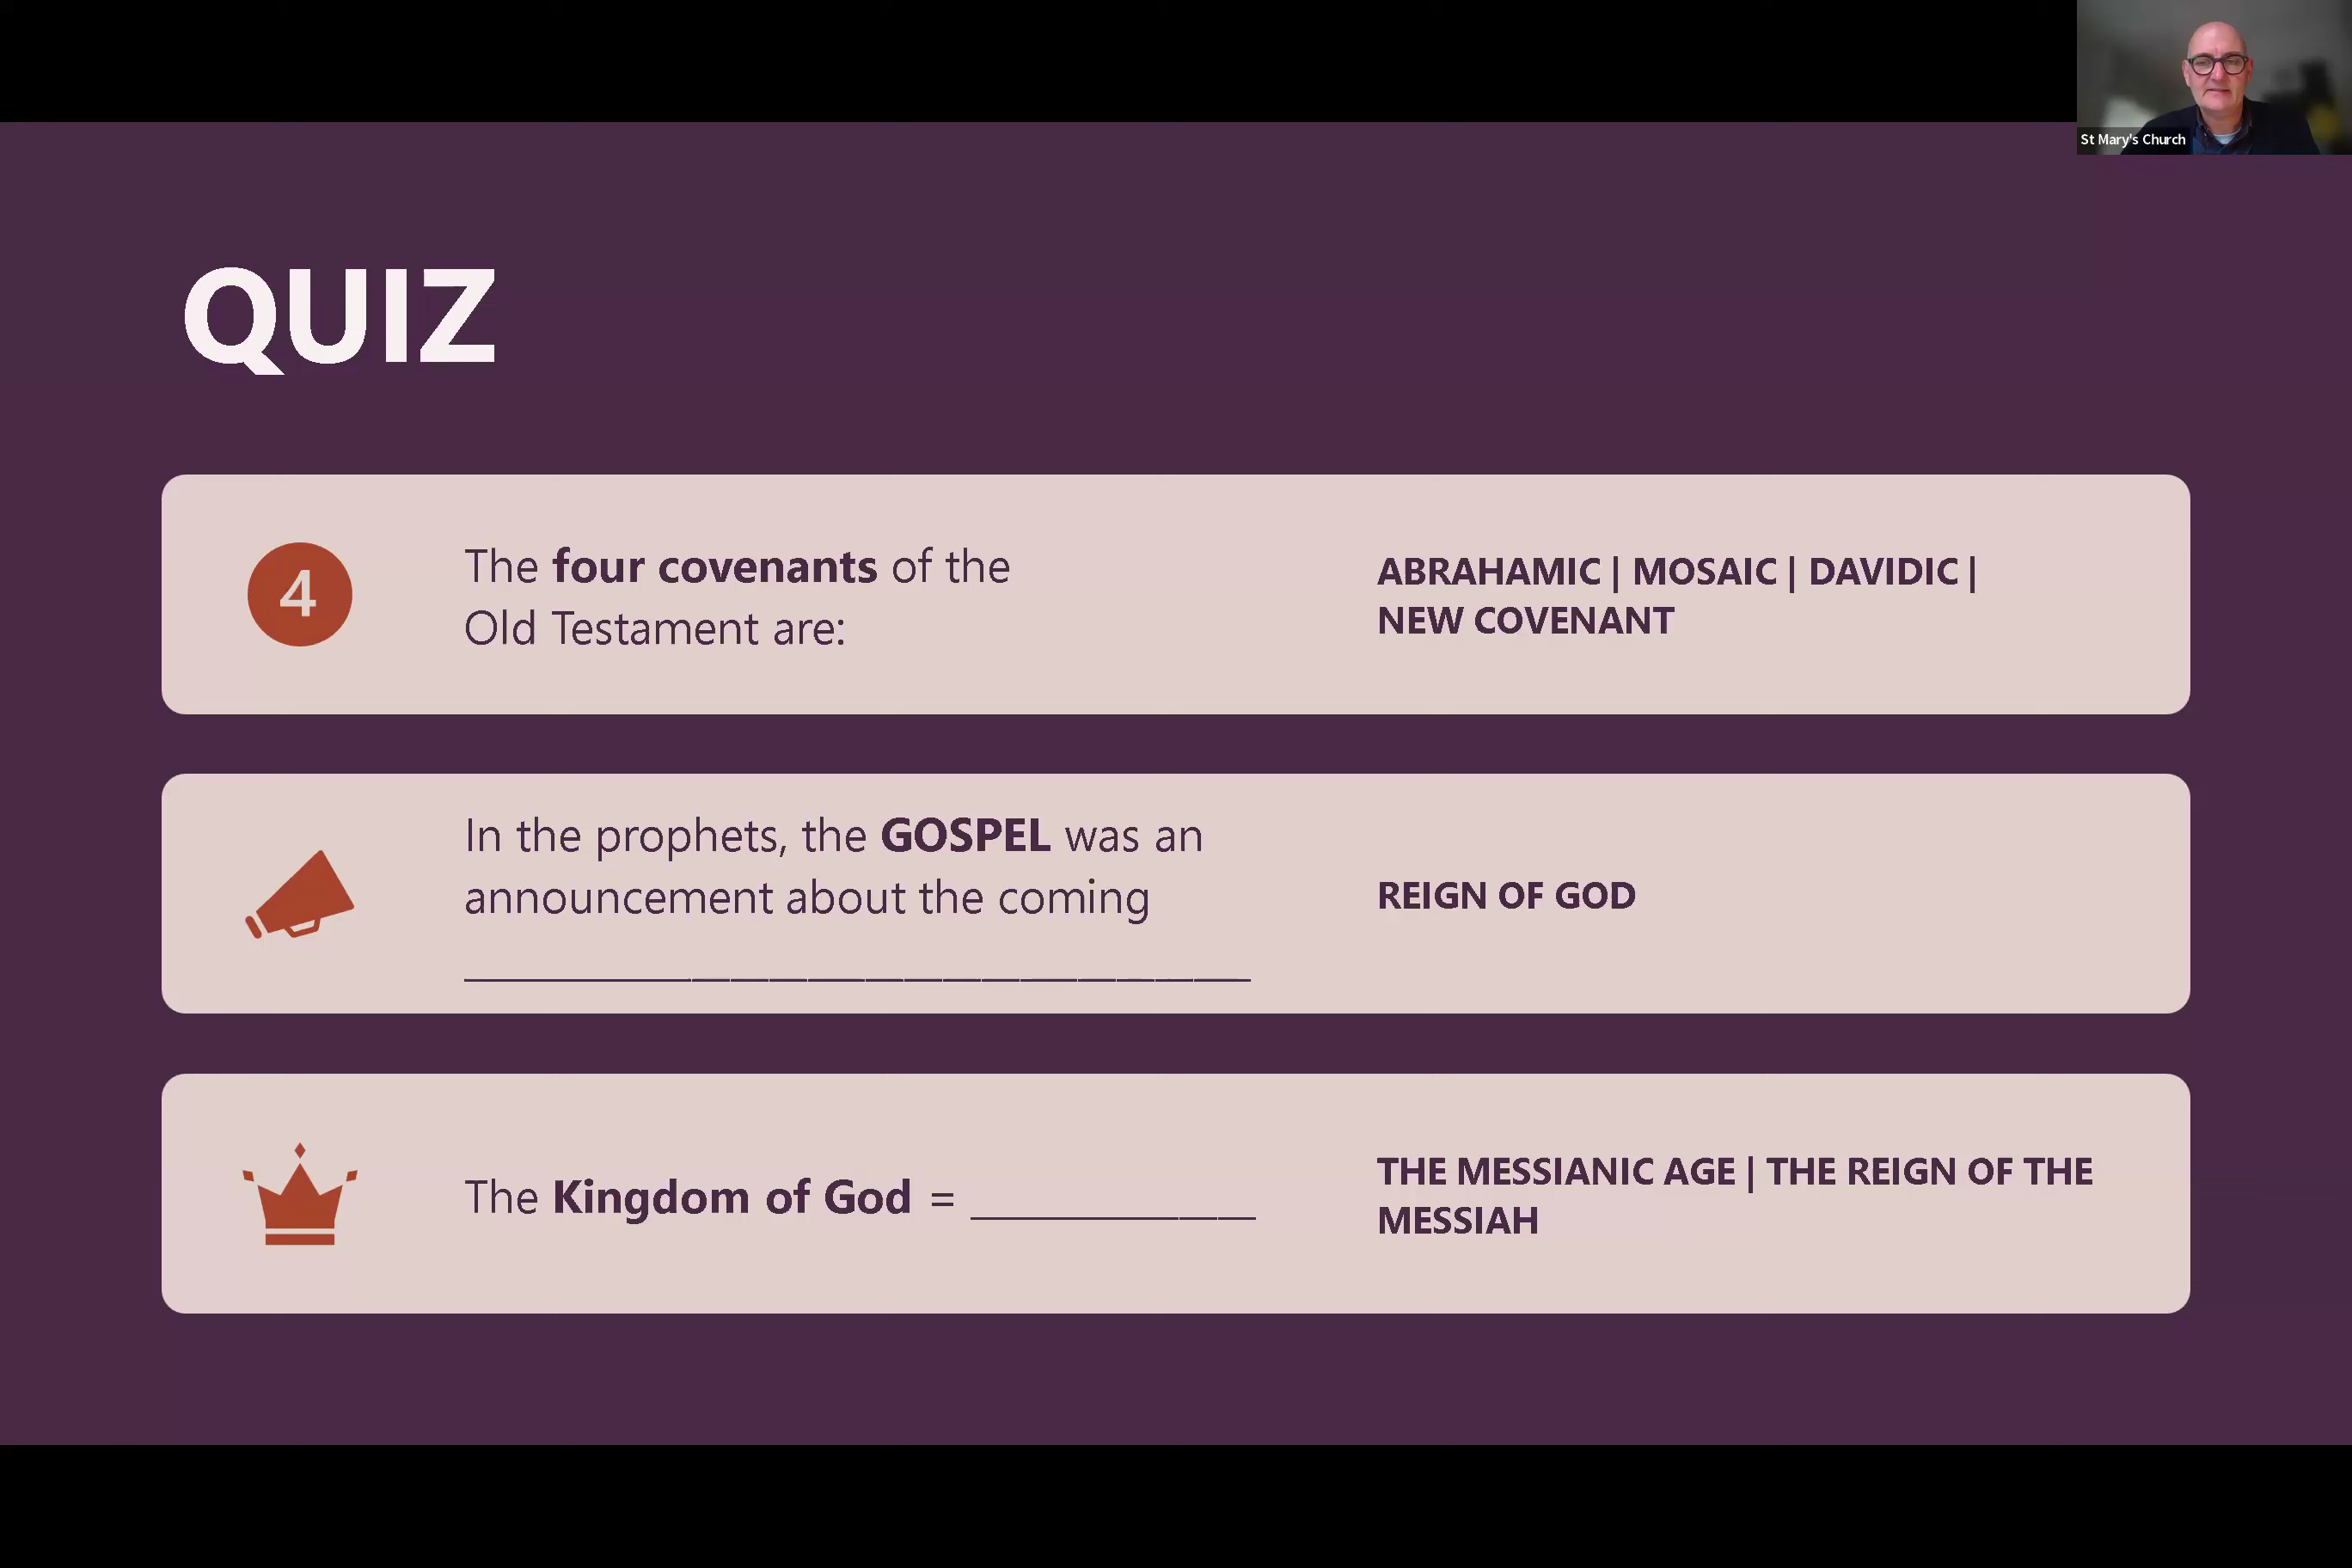 St Mary's Church
QUIZ
4
The four covenants of the
Old Testament are:
ABRAHAMIC | MOSAIC | DAVIDIC |
NEW COVENANT
In the prophets, the GOSPEL was an
announcement about the coming
REIGN OF GOD
The Kingdom of God = ____________
THE MESSIANIC AGE | THE REIGN OF THE
MESSIAH